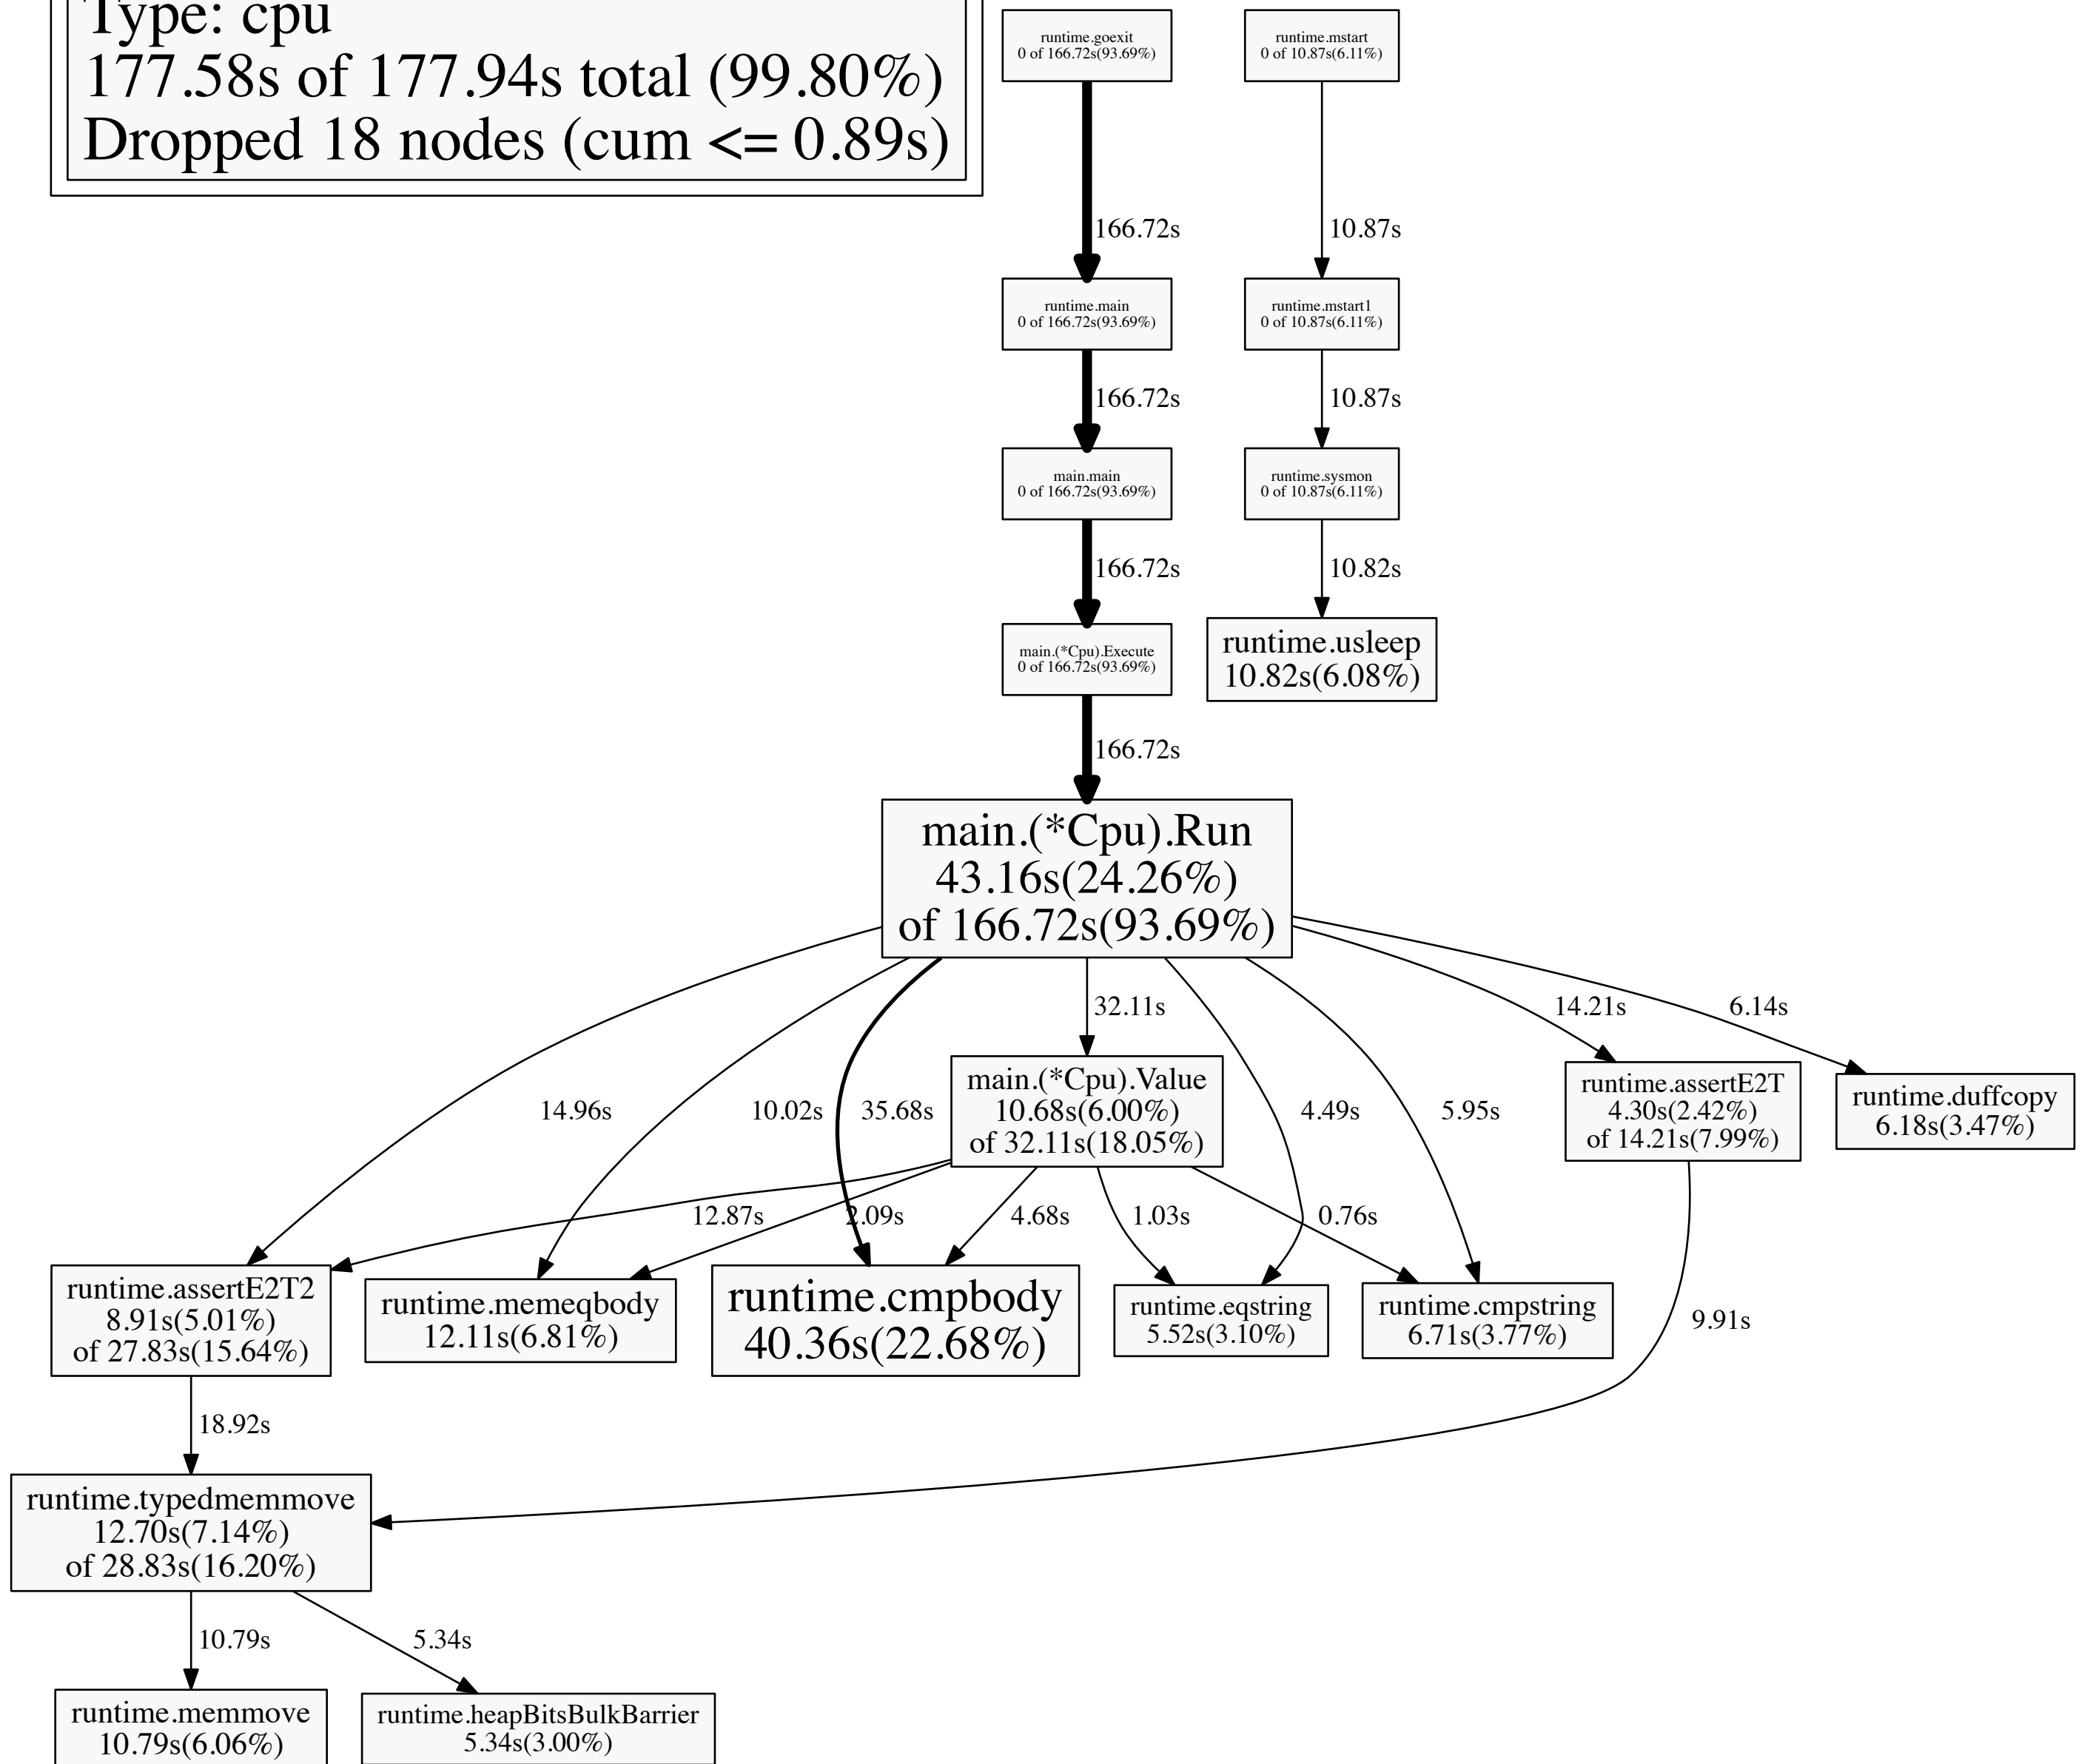 Type: cpu
177.58s of 177.94s total (99.80%)
Dropped 18 nodes (cum <= 0.89s)
runtime.goexit
0 of 166.72s(93.69%)
runtime.mstart
0 of 10.87s(6.11%)
166.72s
10.87s
runtime.main
0 of 166.72s(93.69%)
runtime.mstart1
0 of 10.87s(6.11%)
166.72s
10.87s
main.main
0 of 166.72s(93.69%)
runtime.sysmon
0 of 10.87s(6.11%)
166.72s
10.82s
main.(*Cpu).Execute
0 of 166.72s(93.69%)
runtime.usleep
10.82s(6.08%)
166.72s
main.(*Cpu).Run
43.16s(24.26%)
of 166.72s(93.69%)
32.11s
14.21s
6.14s
14.96s
10.02s
35.68s
main.(*Cpu).Value
10.68s(6.00%)
of 32.11s(18.05%)
4.49s
5.95s
runtime.assertE2T
4.30s(2.42%)
of 14.21s(7.99%)
runtime.duffcopy
6.18s(3.47%)
12.87s
2.09s
4.68s
1.03s
0.76s
runtime.assertE2T2
8.91s(5.01%)
of 27.83s(15.64%)
runtime.memeqbody
12.11s(6.81%)
runtime.cmpbody
40.36s(22.68%)
runtime.eqstring
5.52s(3.10%)
runtime.cmpstring
6.71s(3.77%)
9.91s
18.92s
runtime.typedmemmove
12.70s(7.14%)
of 28.83s(16.20%)
10.79s
5.34s
runtime.memmove
10.79s(6.06%)
runtime.heapBitsBulkBarrier
5.34s(3.00%)